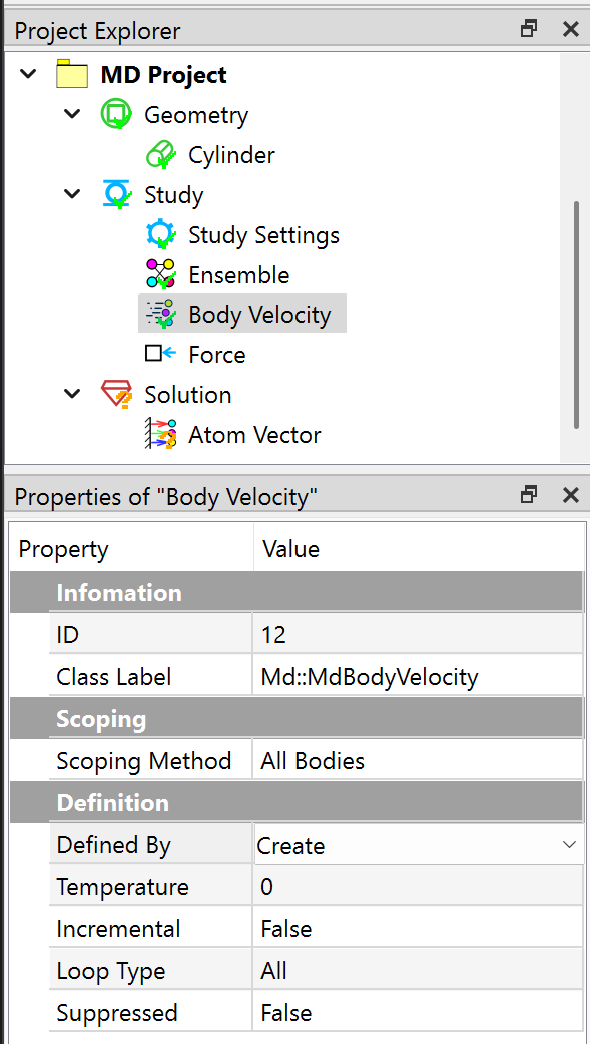 Project Explorer
MD Project
Geometry
Cylinder
Study
Study Settings
Ensemble
Body Velocity
Force
Solution
Atom Vector
Properties of "Body Velocity"
Property Value
Infomation
ID 12
Class Label Md::MdBodyVelocity
Scoping
Scoping Method All Bodies
Definition
Defined By Create
Temperature 0
Incremental False
Loop Type All
Suppressed False